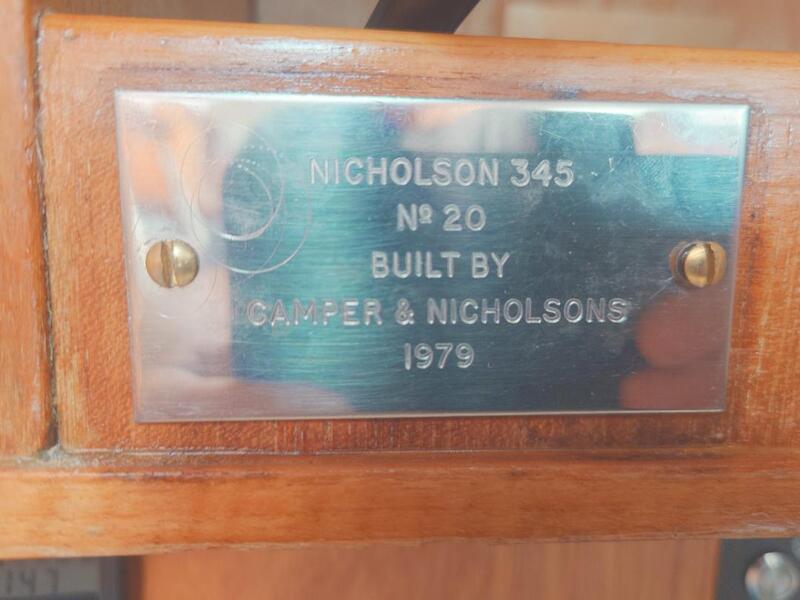 NICHOLSON 345
Nº 20
BUILT BY
CAMPER & NICHOLSONS
1979